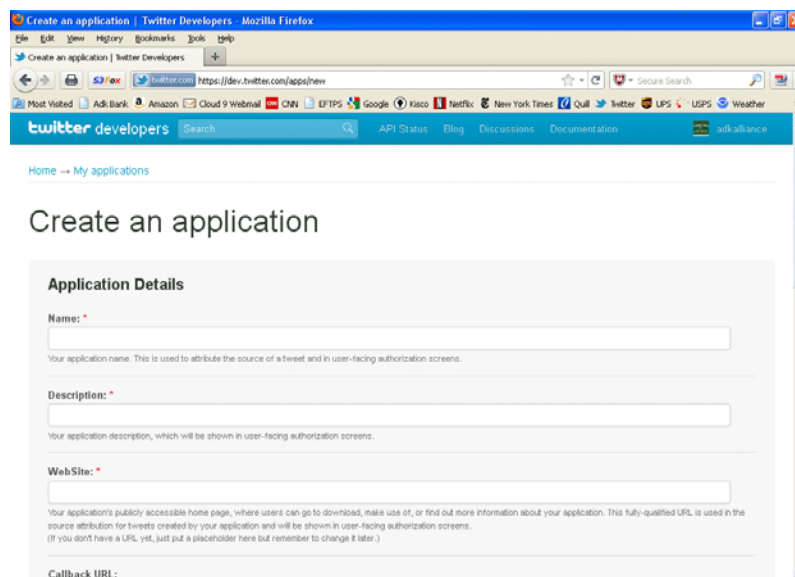 Create an application | Twitter Developers - Mozilla Firefox
File Edit View History Bookmarks Tools Help
Create an application | Twitter Developers +
S3Fox twitter.com https://dev.twitter.com/apps/new Secure Search
Most Visited Adk Bank Amazon Cloud 9 Webmail CNN EFTPS Google Kisco Netflix New York Times Quill Twitter UPS USPS Weather
twitter developers Search API Status Blog Discussions Documentation adkalliance
Home → My applications
Create an application
Application Details
Name: *
Your application name. This is used to attribute the source of a tweet and in user-facing authorization screens.
Description: *
Your application description, which will be shown in user-facing authorization screens.
WebSite: *
Your application's publicly accessible home page, where users can go to download, make use of, or find out more information about your application. This fully-qualified URL is used in the
source attribution for tweets created by your application and will be shown in user-facing authorization screens.
(If you don't have a URL yet, just put a placeholder here but remember to change it later.)
Callback URL: